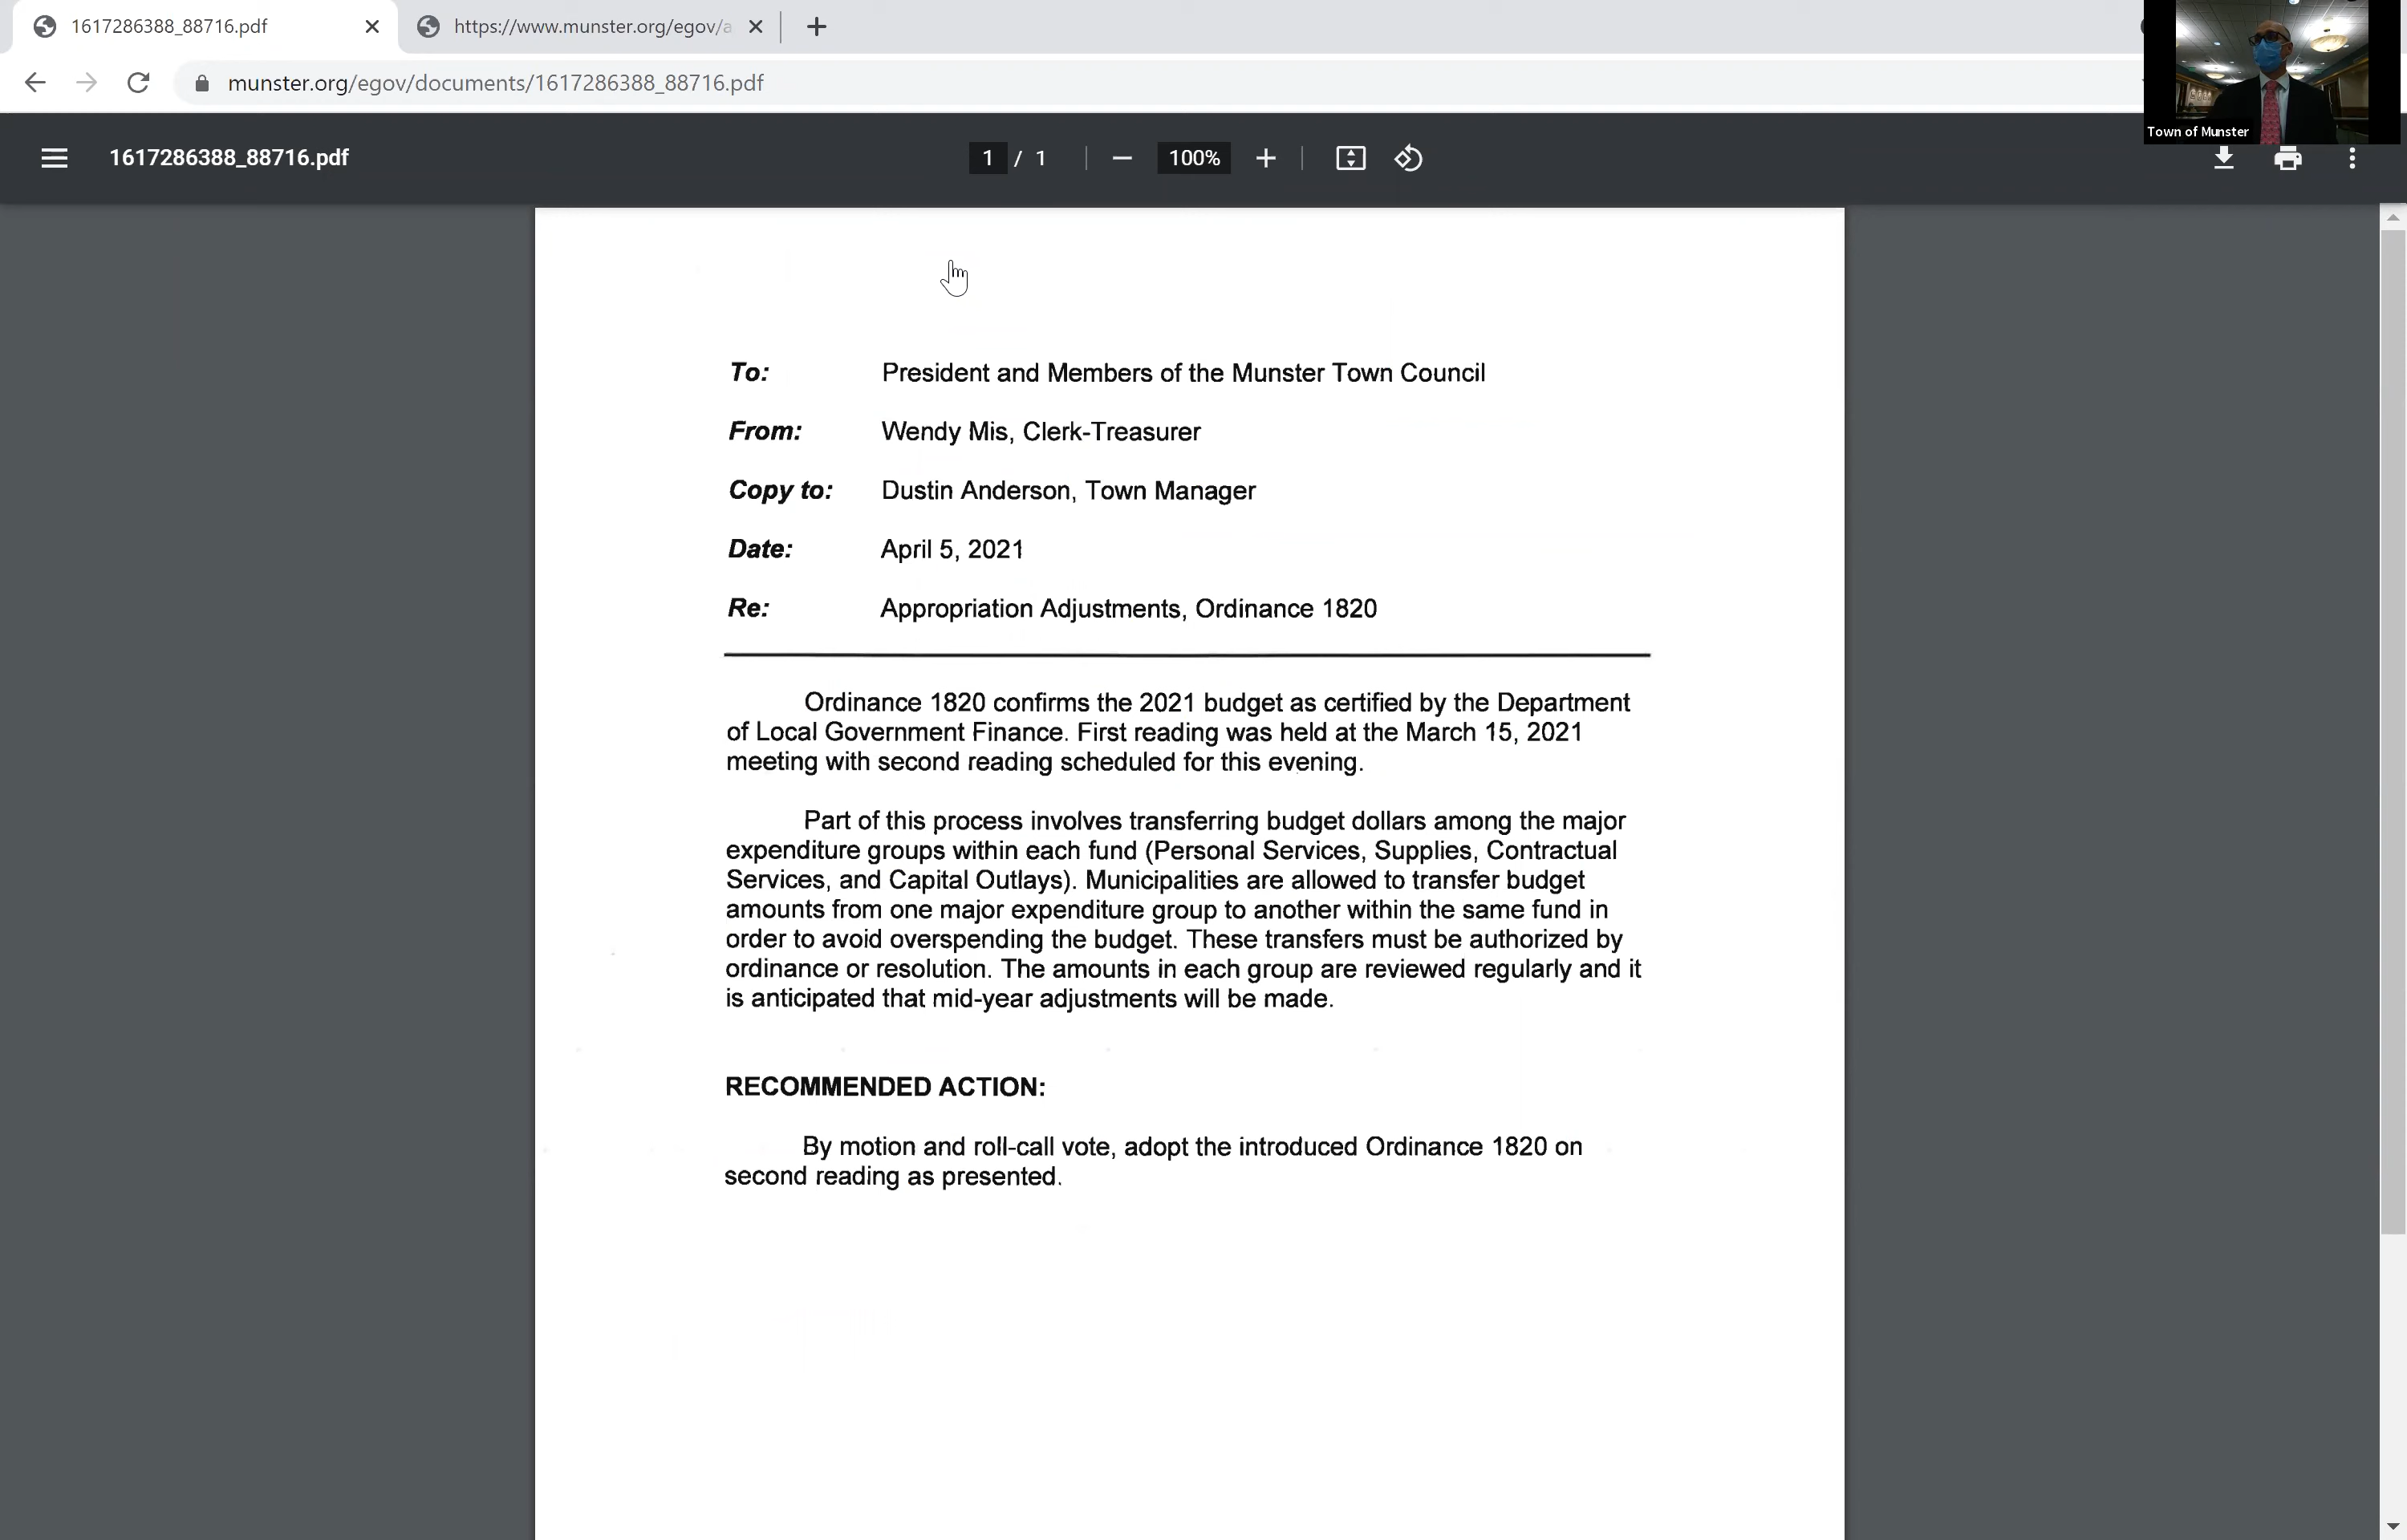 1617286388_88716.pdf
https://www.munster.org/egov/a
munster.org/egov/documents/1617286388_88716.pdf
Town of Munster
1617286388_88716.pdf
1 / 1
100%
To: President and Members of the Munster Town Council
From: Wendy Mis, Clerk-Treasurer
Copy to: Dustin Anderson, Town Manager
Date: April 5, 2021
Re: Appropriation Adjustments, Ordinance 1820
Ordinance 1820 confirms the 2021 budget as certified by the Department
of Local Government Finance. First reading was held at the March 15, 2021
meeting with second reading scheduled for this evening.
Part of this process involves transferring budget dollars among the major
expenditure groups within each fund (Personal Services, Supplies, Contractual
Services, and Capital Outlays). Municipalities are allowed to transfer budget
amounts from one major expenditure group to another within the same fund in
order to avoid overspending the budget. These transfers must be authorized by
ordinance or resolution. The amounts in each group are reviewed regularly and it
is anticipated that mid-year adjustments will be made.
RECOMMENDED ACTION:
By motion and roll-call vote, adopt the introduced Ordinance 1820 on
second reading as presented.